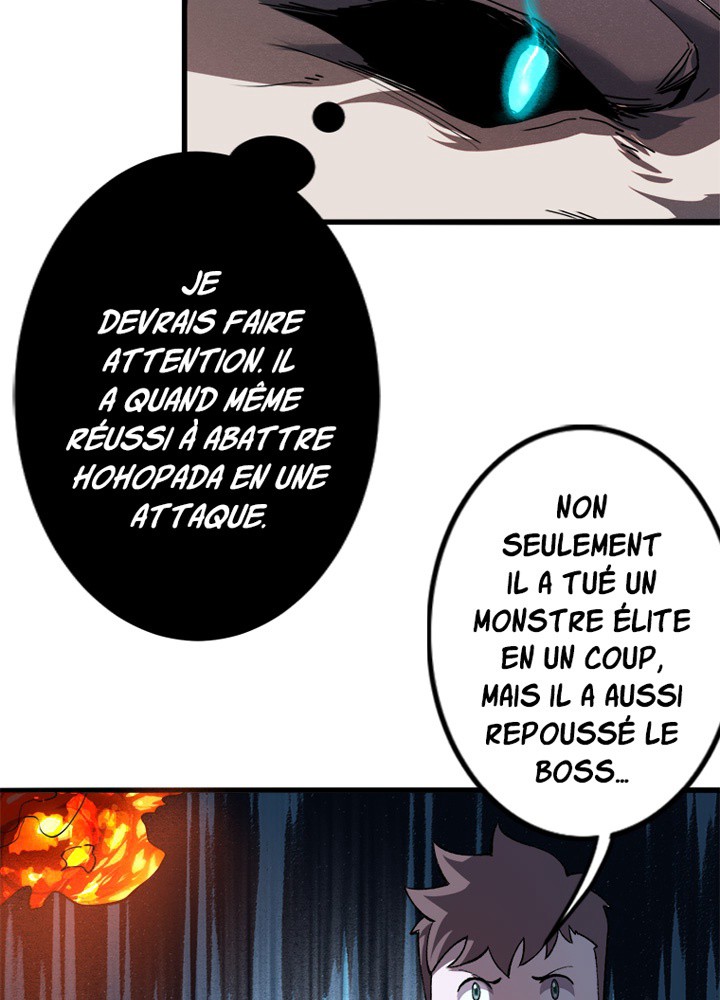 JE
DEVRAIS FAIRE
ATTENTION. IL
A QUAND MÊME
RÉUSSI À ABATTRE
HOHOPADA EN UNE
ATTAQUE.
NON
SEULEMENT
IL A TUÉ UN
MONSTRE ÉLITE
EN UN COUP,
MAIS IL A AUSSI
REPOUSSÉ LE
BOSS...